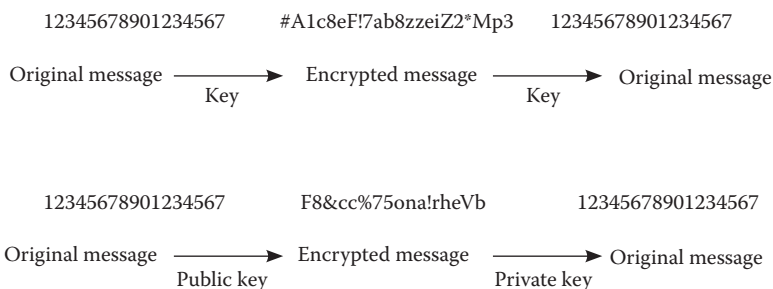 12345678901234567 #A1c8eF!7ab8zzeiZ2*Mp3 12345678901234567
Original message Encrypted message Original message
Key Key
12345678901234567 F8&cc%75ona!rheVb 12345678901234567
Original message Encrypted message Original message
Public key Private key